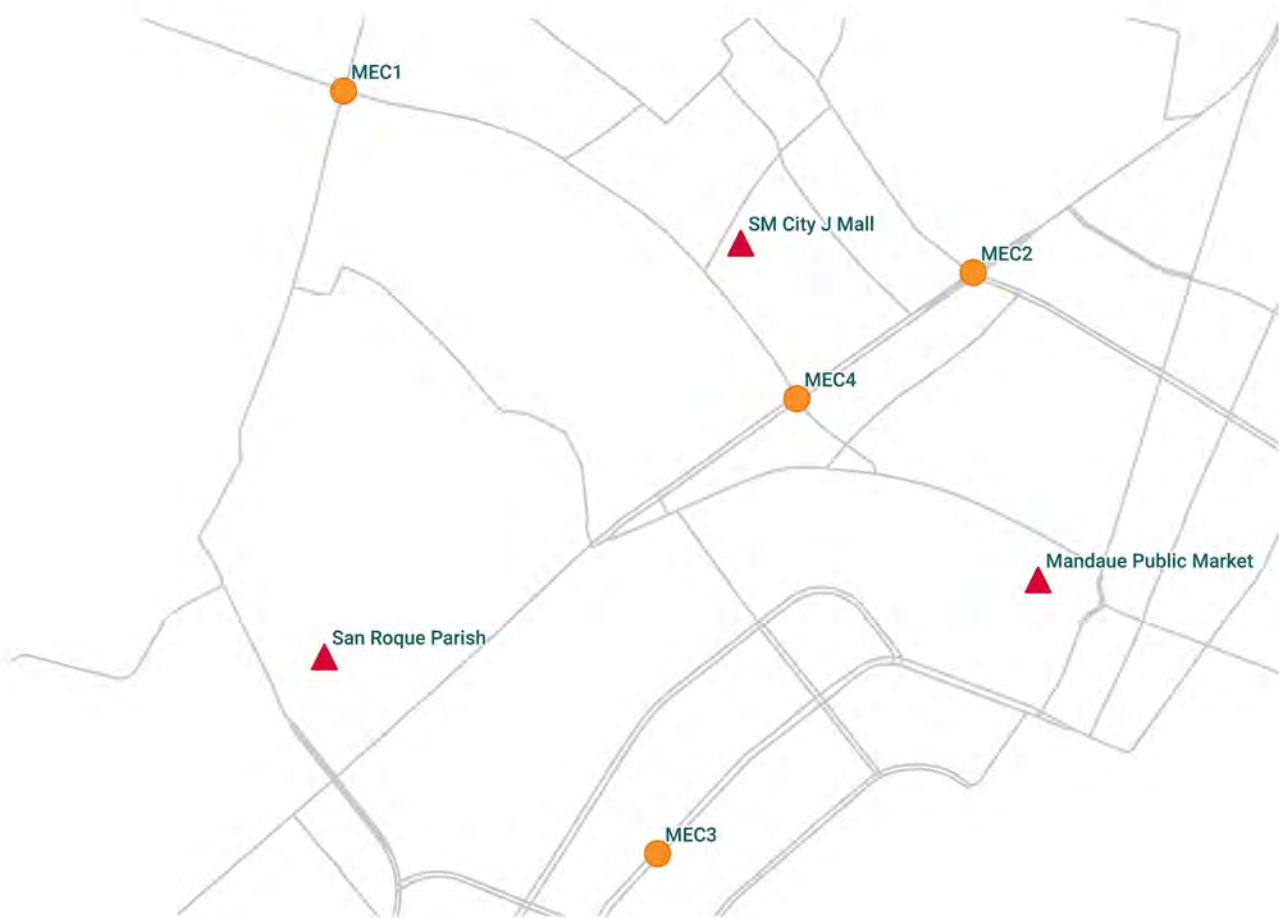 MEC1
SM City J Mall
MEC2
MEC4
Mandaue Public Market
San Roque Parish
MEC3